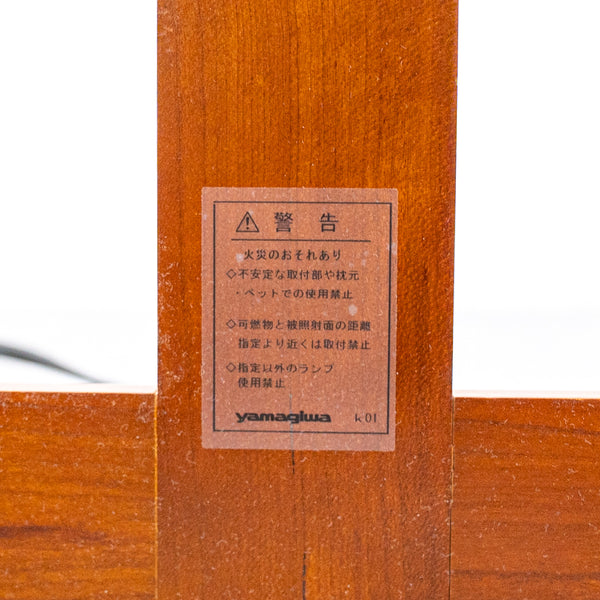 ⚠ 警告
火災のおそれあり
◇不安定な取付部や枕元
・ベットでの使用禁止
◇可燃物と被照射面の距離
指定より近くは取付禁止
◇指定以外のランプ
使用禁止
yamagiwa k01